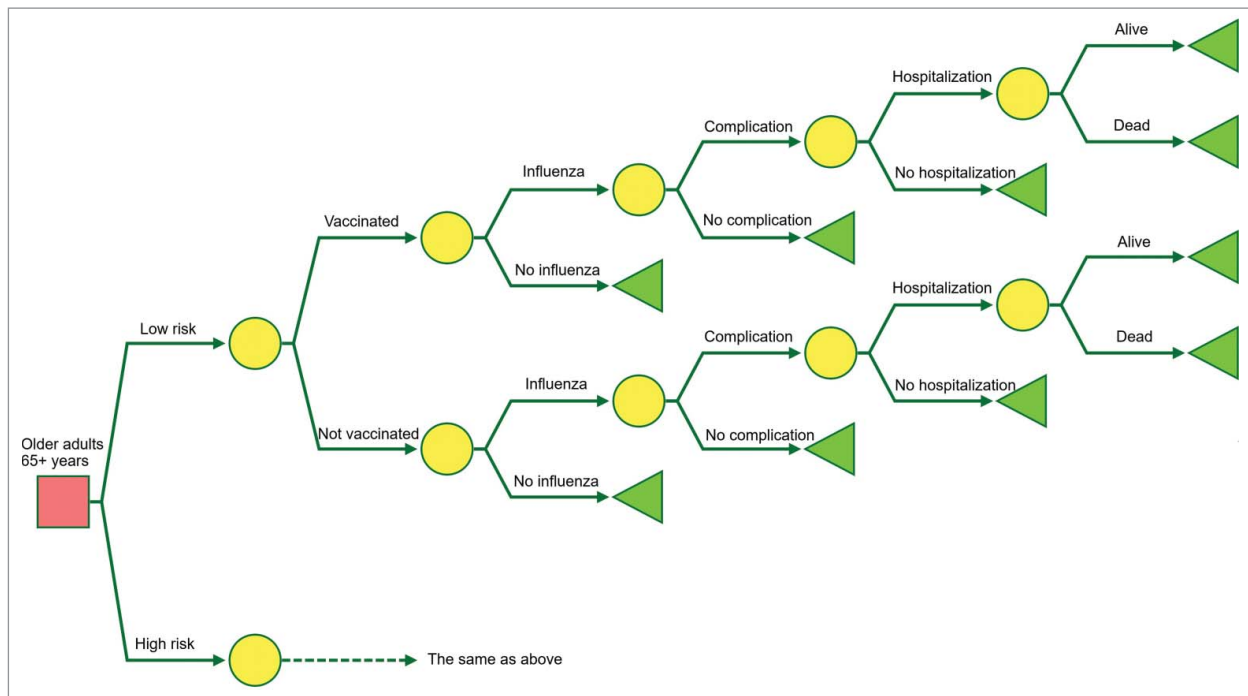 Alive
Hospitalization
Dead
Complication
No hospitalization
Influenza
No complication
Vaccinated
No influenza
Alive
Hospitalization
Dead
Low risk
Complication
No hospitalization
Influenza
No complication
Not vaccinated
No influenza
Older adults
65+ years
High risk
The same as above